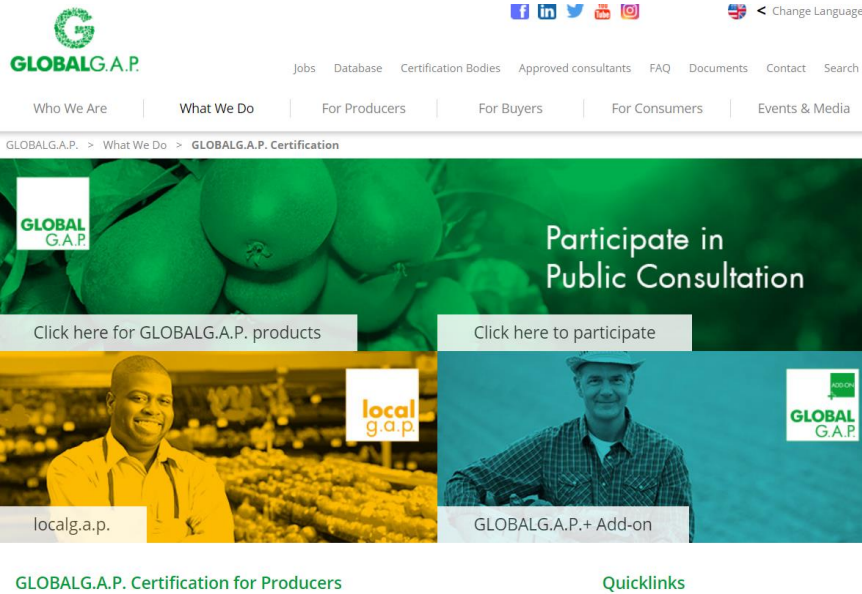 f in You Tube < Change Language
G
GLOBALG.A.P.
Jobs Database Certification Bodies Approved consultants FAQ Documents Contact Search
Who We Are What We Do For Producers For Buyers For Consumers Events & Media
GLOBALG.A.P. > What We Do > GLOBALG.A.P. Certification
GLOBAL
G.A.P.
Participate in
Public Consultation
Click here for GLOBALG.A.P. products
Click here to participate
local
g.a.p.
localg.a.p.
ADD-ON
+
GLOBAL
G.A.P.
GLOBALG.A.P.+ Add-on
GLOBALG.A.P. Certification for Producers
Quicklinks